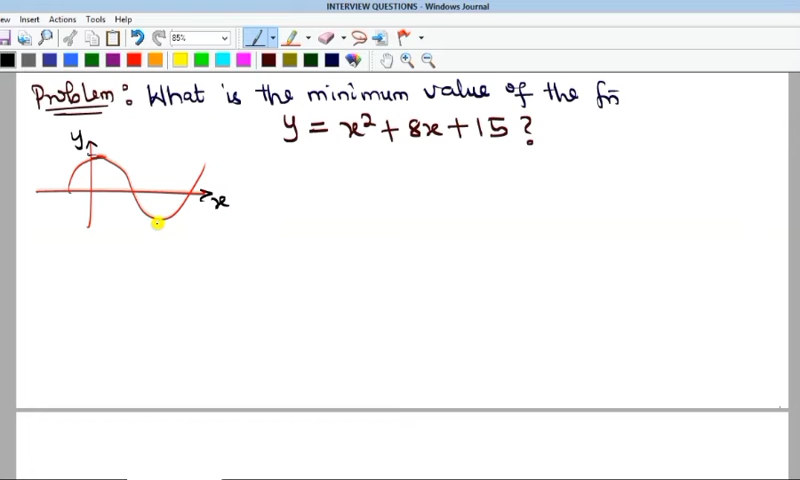 INTERVIEW QUESTIONS - Windows Journal
ew Insert Actions Tools Help
85%
Problem: What is the minimum value of the fn
y = x² + 8x + 15 ?
y
x